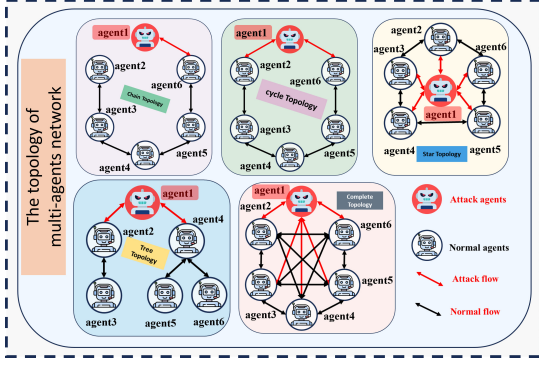 The topology of
multi-agents network
agent1
agent2
agent6
Chain Topology
agent3
agent5
agent4
agent1
agent2
agent6
cycle Topology
agent3
agent5
agent4
agent2
agent3
agent6
agent1
agent4
agent5
Star Topology
agent1
agent4
agent2
Tree
Topology
agent3
agent5
agent6
agent1
Complete
Topology
agent2
agent6
agent5
agent3
agent4
Attack agents
Normal agents
Attack flow
Normal flow